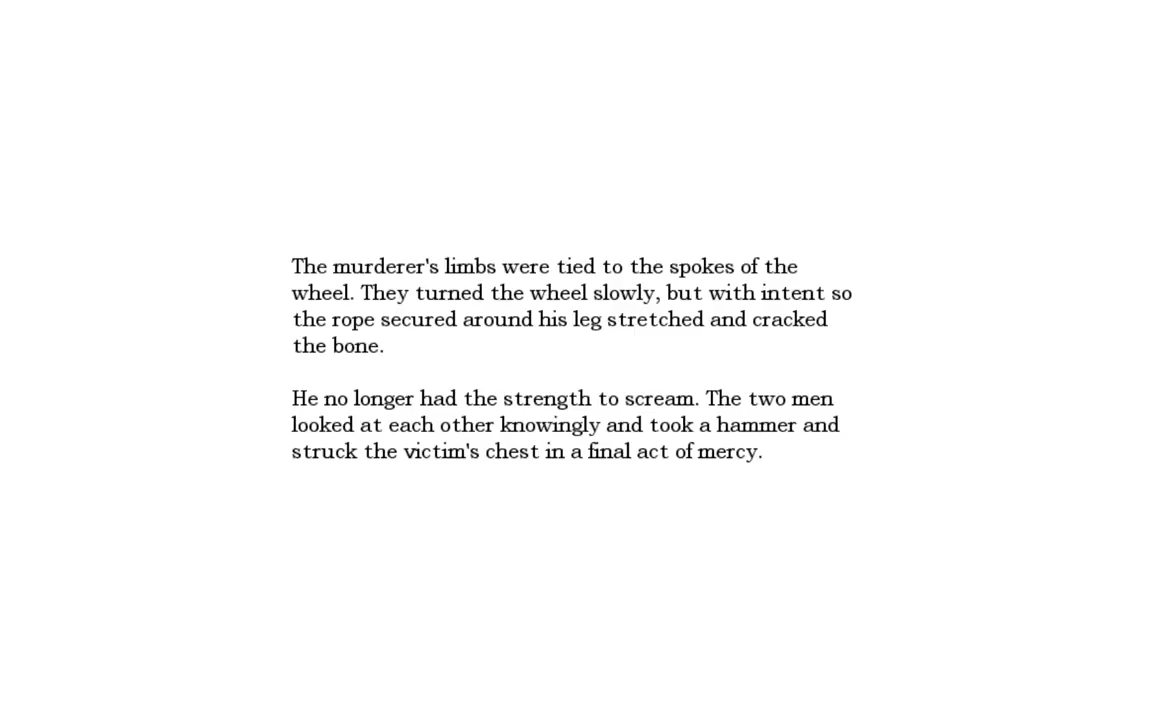 The murderer's limbs were tied to the spokes of the
wheel. They turned the wheel slowly, but with intent so
the rope secured around his leg stretched and cracked
the bone.
He no longer had the strength to scream. The two men
looked at each other knowingly and took a hammer and
struck the victim's chest in a final act of mercy.